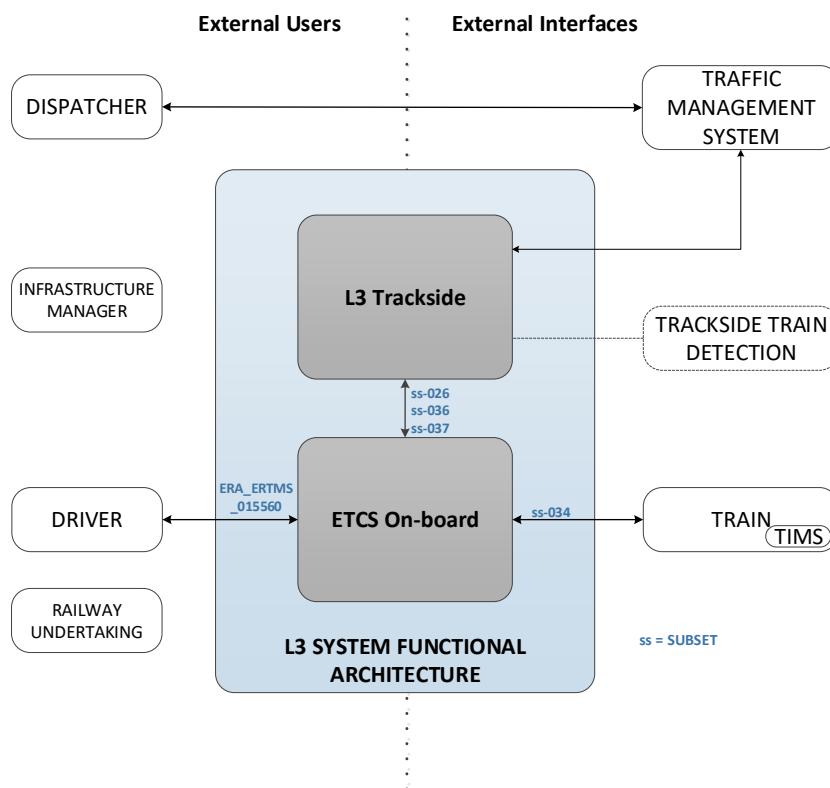 External Users
External Interfaces
DISPATCHER
TRAFFIC
MANAGEMENT
SYSTEM
INFRASTRUCTURE
MANAGER
L3 Trackside
TRACKSIDE TRAIN
DETECTION
ss-026
ss-036
ss-037
ERA_ERTMS
_015560
DRIVER
ETCS On-board
ss-034
TRAIN
TIMS
RAILWAY
UNDERTAKING
L3 SYSTEM FUNCTIONAL
ARCHITECTURE
ss = SUBSET